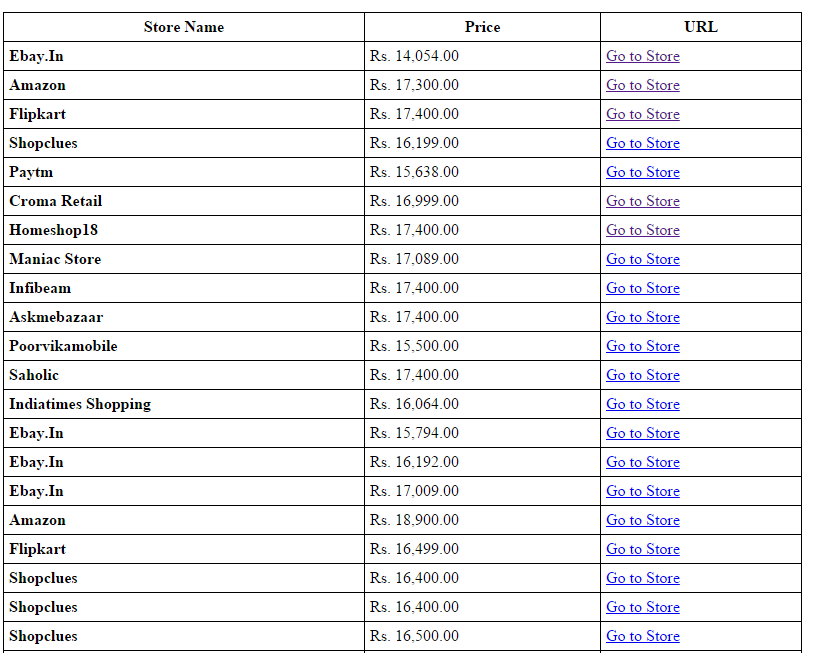 Store Name Price URL
Ebay.In Rs. 14,054.00 Go to Store
Amazon Rs. 17,300.00 Go to Store
Flipkart Rs. 17,400.00 Go to Store
Shopclues Rs. 16,199.00 Go to Store
Paytm Rs. 15,638.00 Go to Store
Croma Retail Rs. 16,999.00 Go to Store
Homeshop18 Rs. 17,400.00 Go to Store
Maniac Store Rs. 17,089.00 Go to Store
Infibeam Rs. 17,400.00 Go to Store
Askmebazaar Rs. 17,400.00 Go to Store
Poorvikamobile Rs. 15,500.00 Go to Store
Saholic Rs. 17,400.00 Go to Store
Indiatimes Shopping Rs. 16,064.00 Go to Store
Ebay.In Rs. 15,794.00 Go to Store
Ebay.In Rs. 16,192.00 Go to Store
Ebay.In Rs. 17,009.00 Go to Store
Amazon Rs. 18,900.00 Go to Store
Flipkart Rs. 16,499.00 Go to Store
Shopclues Rs. 16,400.00 Go to Store
Shopclues Rs. 16,400.00 Go to Store
Shopclues Rs. 16,500.00 Go to Store